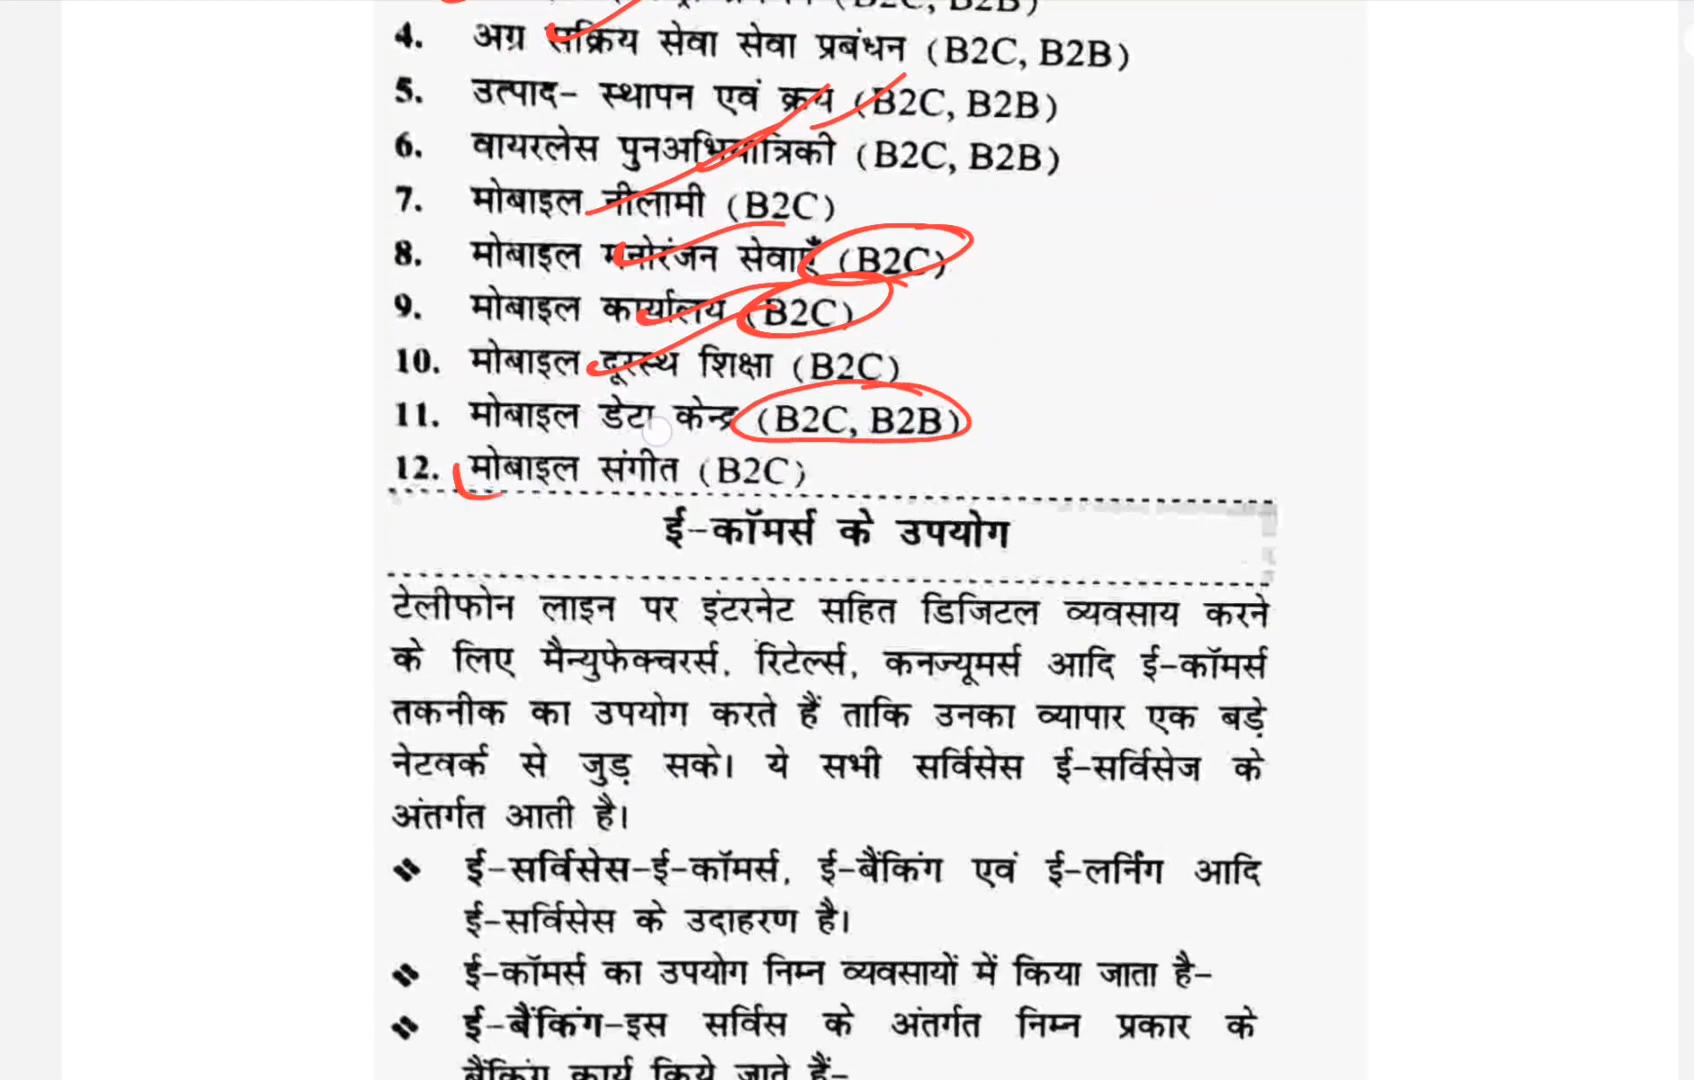 (B2C, B2B)
4. अग्र सक्रिय सेवा सेवा प्रबंधन (B2C, B2B)
5. उत्पाद- स्थापन एवं क्रय (B2C, B2B)
6. वायरलेस पुनअभियांत्रिकी (B2C, B2B)
7. मोबाइल नीलामी (B2C)
8. मोबाइल मनोरंजन सेवाएँ (B2C)
9. मोबाइल कार्यालय (B2C)
10. मोबाइल दूरस्थ शिक्षा (B2C)
11. मोबाइल डेटा केन्द्र (B2C, B2B)
12. मोबाइल संगीत (B2C)
ई-कॉमर्स के उपयोग
टेलीफोन लाइन पर इंटरनेट सहित डिजिटल व्यवसाय करने
के लिए मैन्युफेक्चरर्स, रिटेर्ल्स, कनज्यूमर्स आदि ई-कॉमर्स
तकनीक का उपयोग करते हैं ताकि उनका व्यापार एक बड़े
नेटवर्क से जुड़ सके। ये सभी सर्विसेस ई-सर्विसेज के
अंतर्गत आती है।
ई-सर्विसेस-ई-कॉमर्स, ई-बैंकिंग एवं ई-लर्निंग आदि
ई-सर्विसेस के उदाहरण है।
ई-कॉमर्स का उपयोग निम्न व्यवसायों में किया जाता है-
ई-बैंकिंग-इस सर्विस के अंतर्गत निम्न प्रकार के
बैंकिंग कार्य किये जाते हैं-